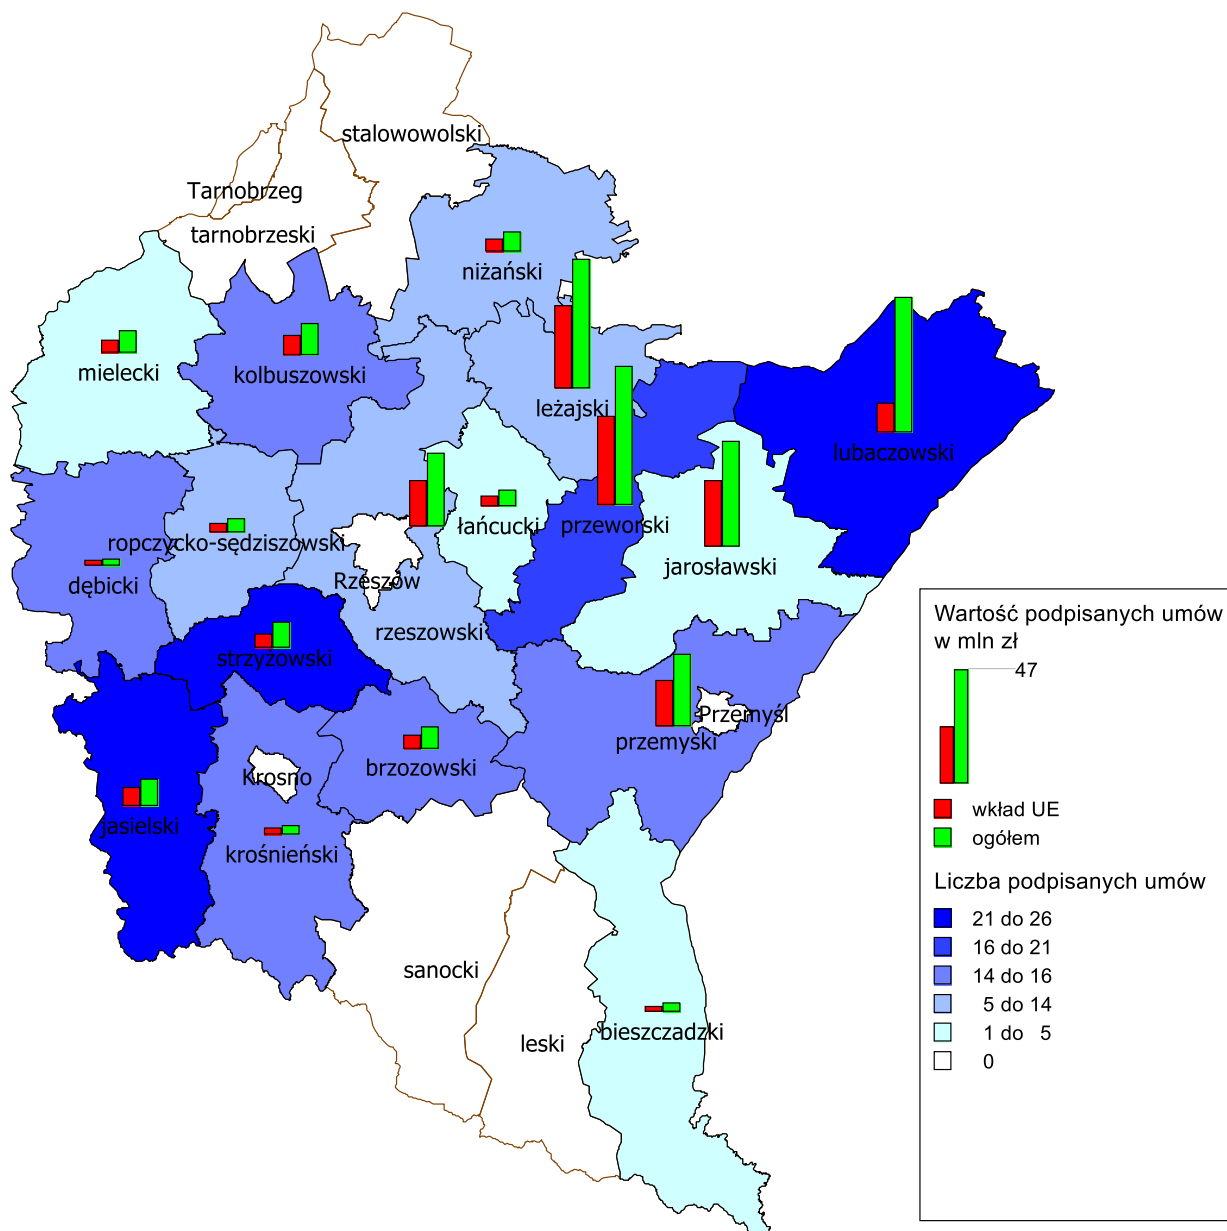 stalowowolski
Tarnobrzeg
tarnobrzeski
niżański
mielecki
kolbuszowski
leżajski
lubaczowski
łańcucki
przeworski
ropczycko-sędziszowski
jarosławski
dębicki
Rzeszów
rzeszowski
strzyżowski
Przemyśl
przemyski
brzozowski
Krosno
jasielski
krośnieński
sanocki
leski
bieszczadzki
Wartość podpisanych umów
w mln zł
47
wkład UE
ogółem
Liczba podpisanych umów
21 do 26
16 do 21
14 do 16
5 do 14
1 do 5
0